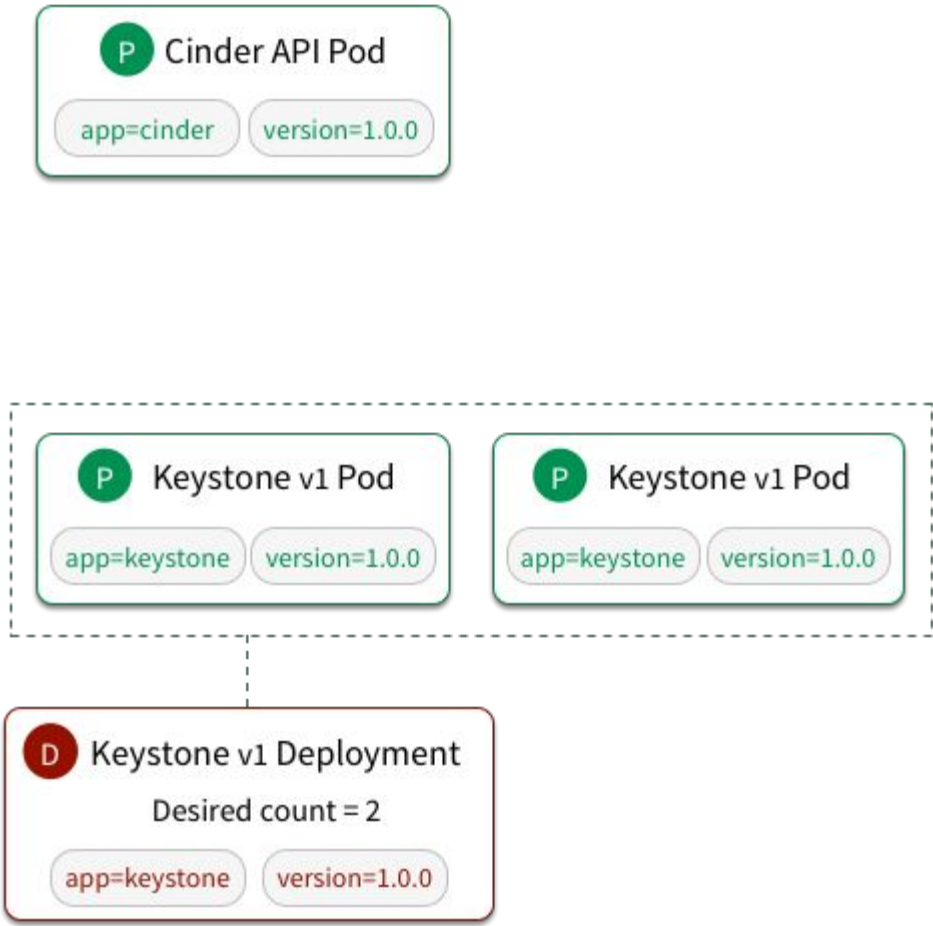 P Cinder API Pod
app=cinder version=1.0.0
P Keystone v1 Pod
app=keystone version=1.0.0
P Keystone v1 Pod
app=keystone version=1.0.0
D Keystone v1 Deployment
Desired count = 2
app=keystone version=1.0.0